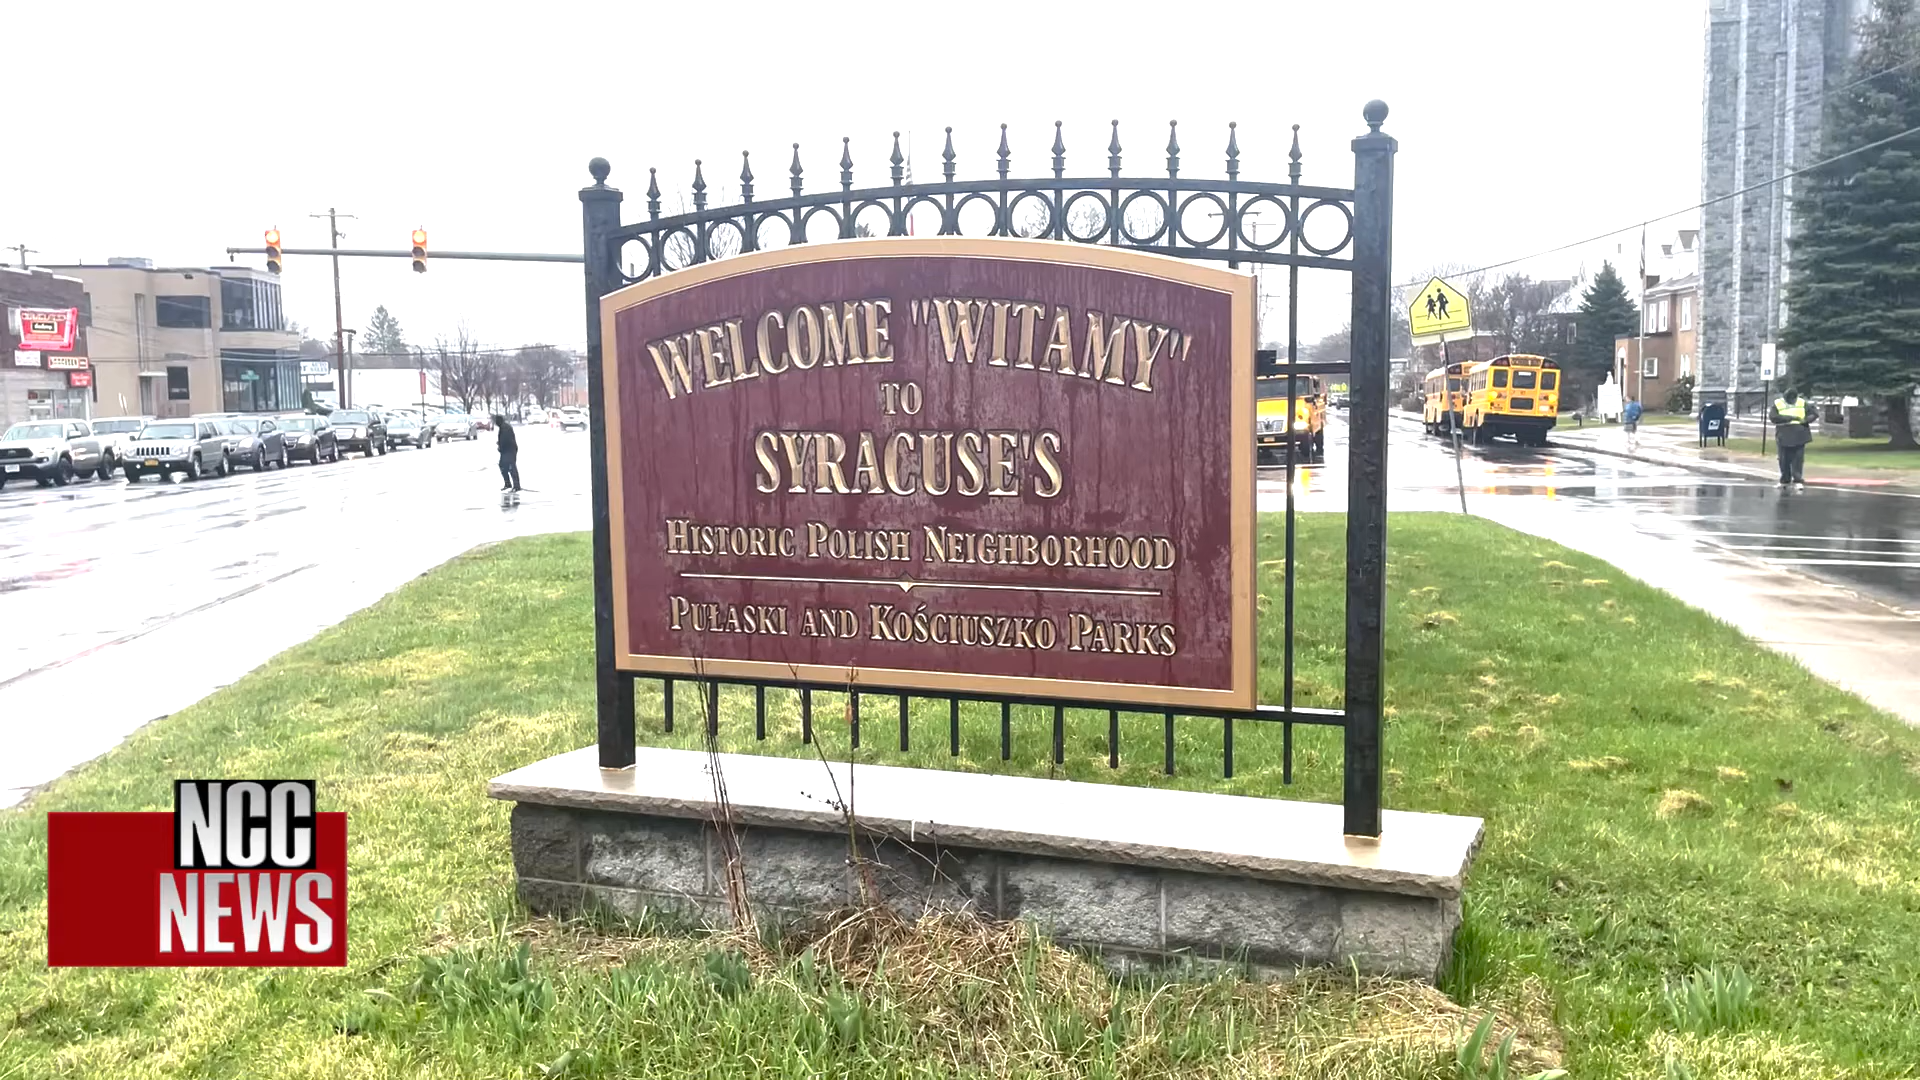 WELCOME "WITAMY"
TO
SYRACUSE'S
HISTORIC POLISH NEIGHBORHOOD
PUŁASKI AND KOŚCIUSZKO PARKS
NCC
NEWS